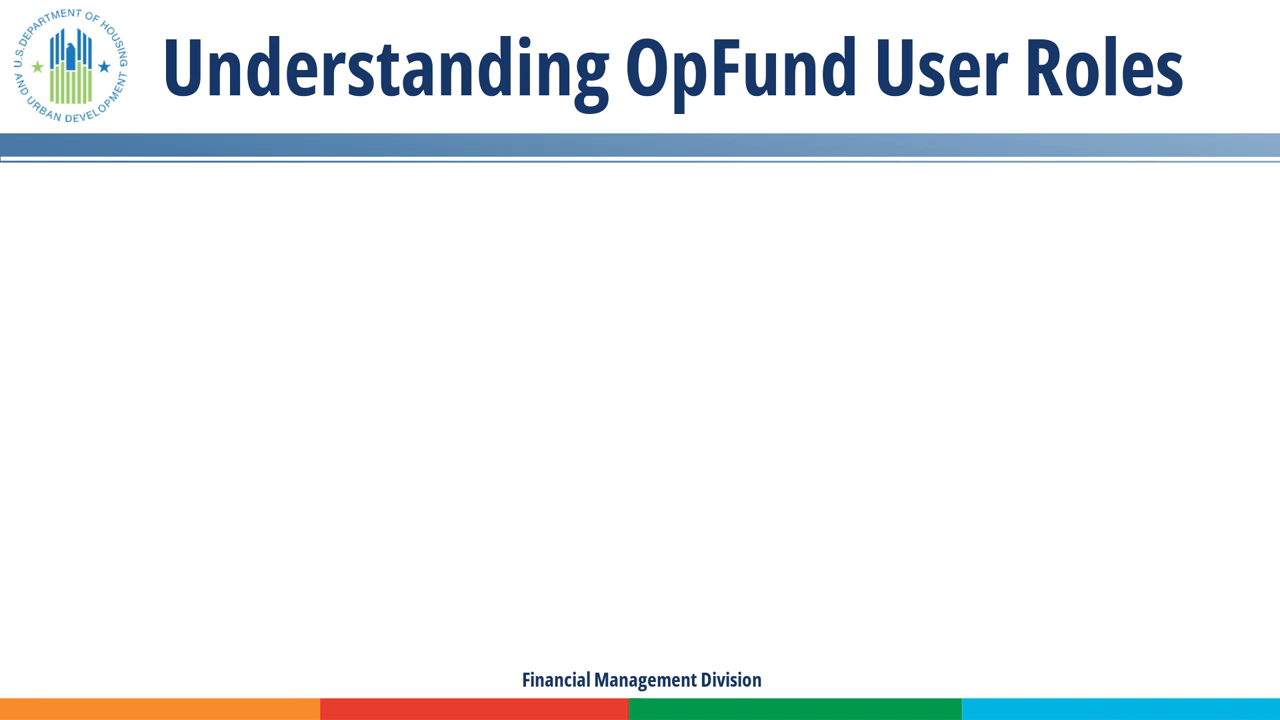 U.S. DEPARTMENT OF HOUSING
AND URBAN DEVELOPMENT
Understanding OpFund User Roles
Financial Management Division